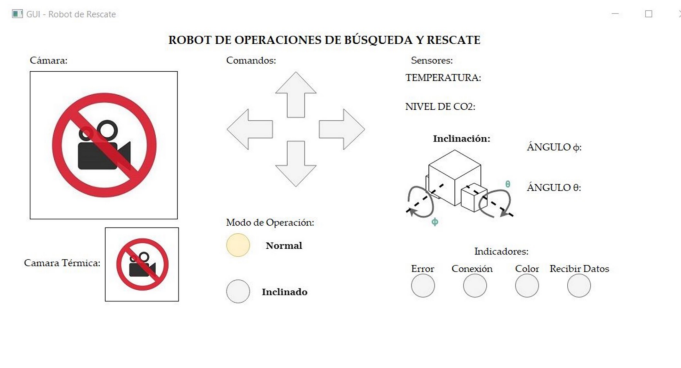 GUI - Robot de Rescate
ROBOT DE OPERACIONES DE BÚSQUEDA Y RESCATE
Cámara:
Comandos:
Sensores:
TEMPERATURA:
NIVEL DE CO2:
Inclinación:
ÁNGULO ϕ:
ÁNGULO θ:
θ
ϕ
Modo de Operación:
Normal
Inclinado
Camara Térmica:
Indicadores:
Error Conexión Color Recibir Datos